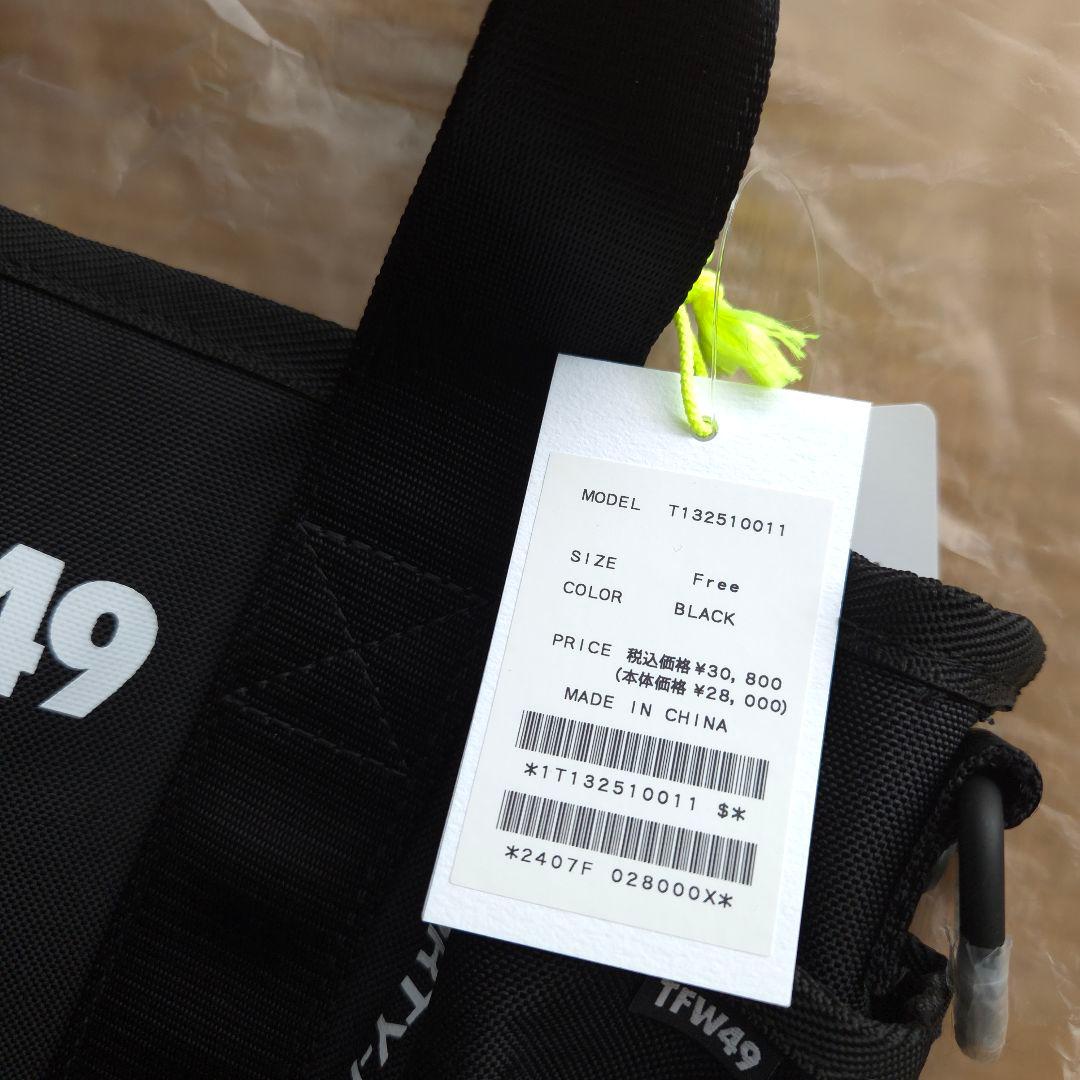 MODEL T132510011
SIZE Free
COLOR BLACK
PRICE 税込価格 ¥30,800
(本体価格 ¥28,000)
MADE IN CHINA
*1T132510011 $*
*2407F 028000X*
49
TY-
TFW49